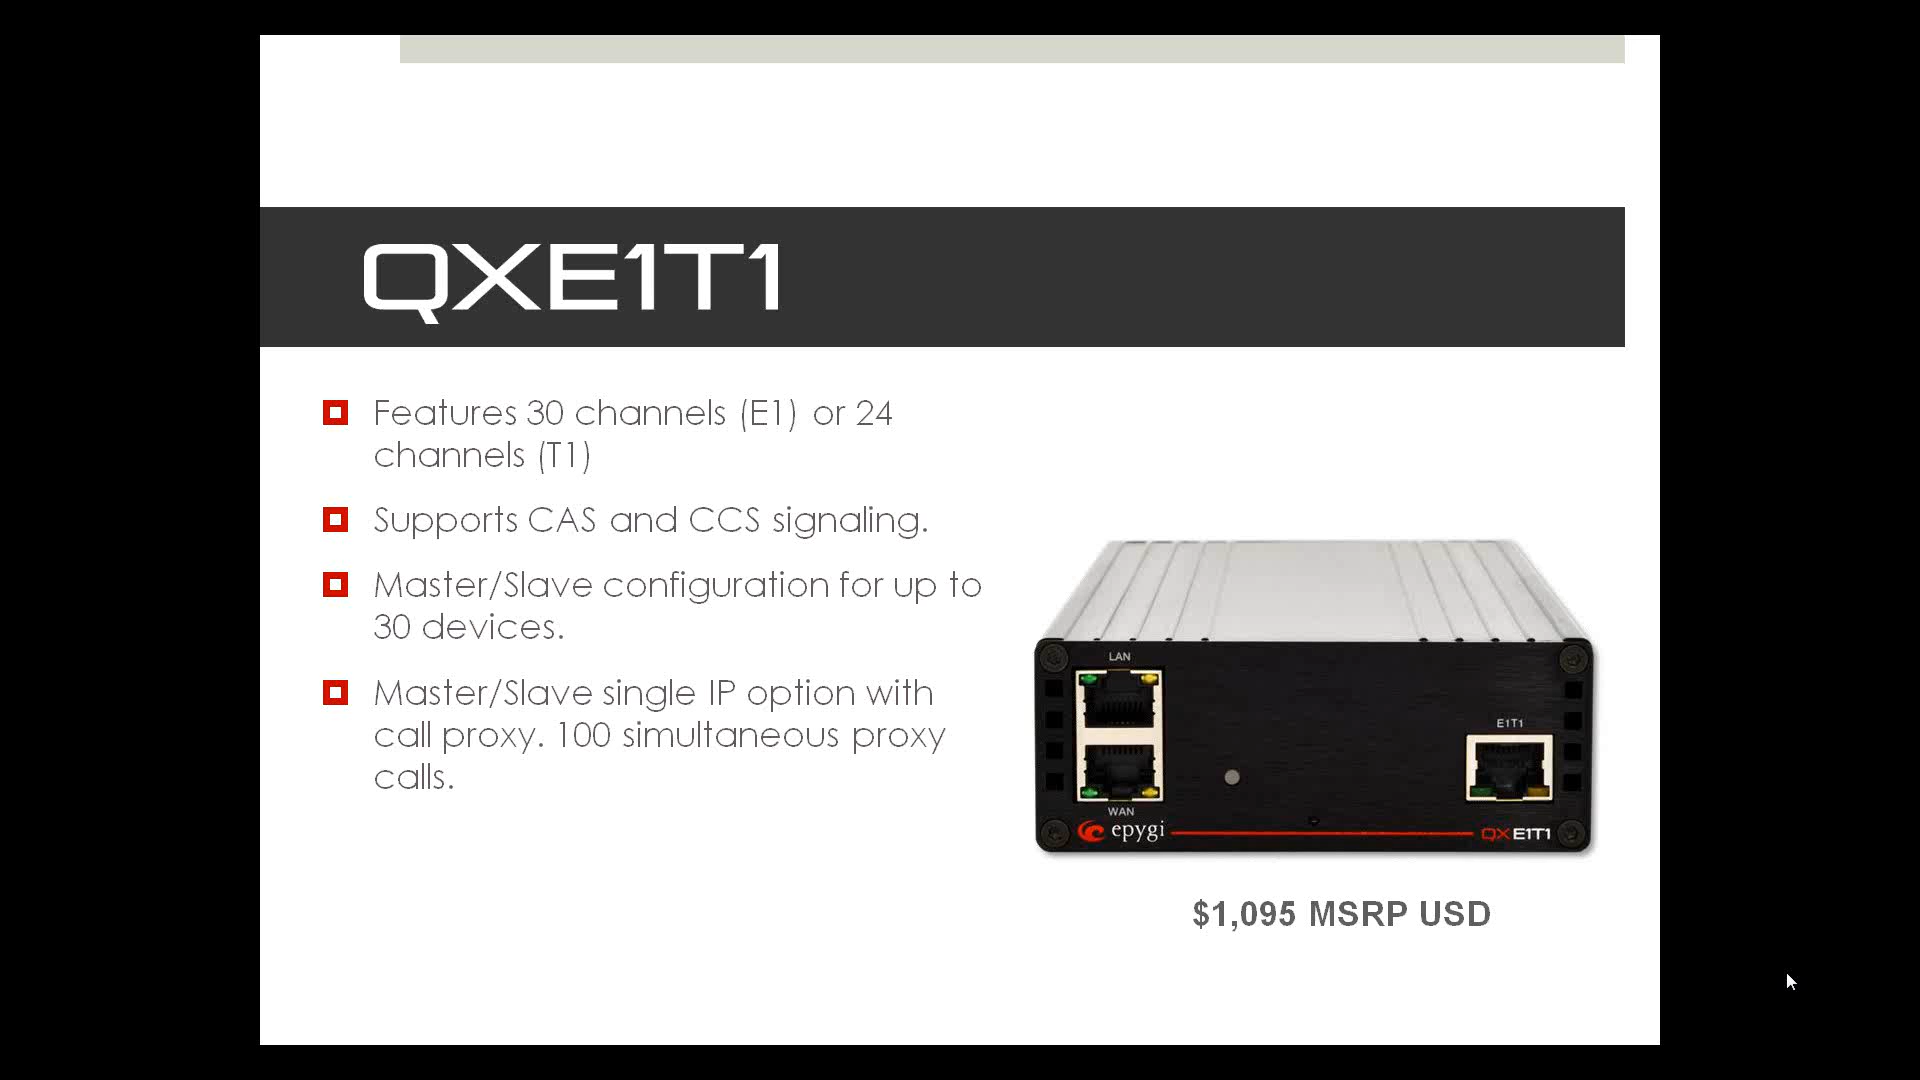 QXE1T1
Features 30 channels (E1) or 24
channels (T1)
Supports CAS and CCS signaling.
Master/Slave configuration for up to
30 devices.
Master/Slave single IP option with
call proxy. 100 simultaneous proxy
calls.
LAN
E1T1
WAN
epygi
QXE1T1
$1,095 MSRP USD